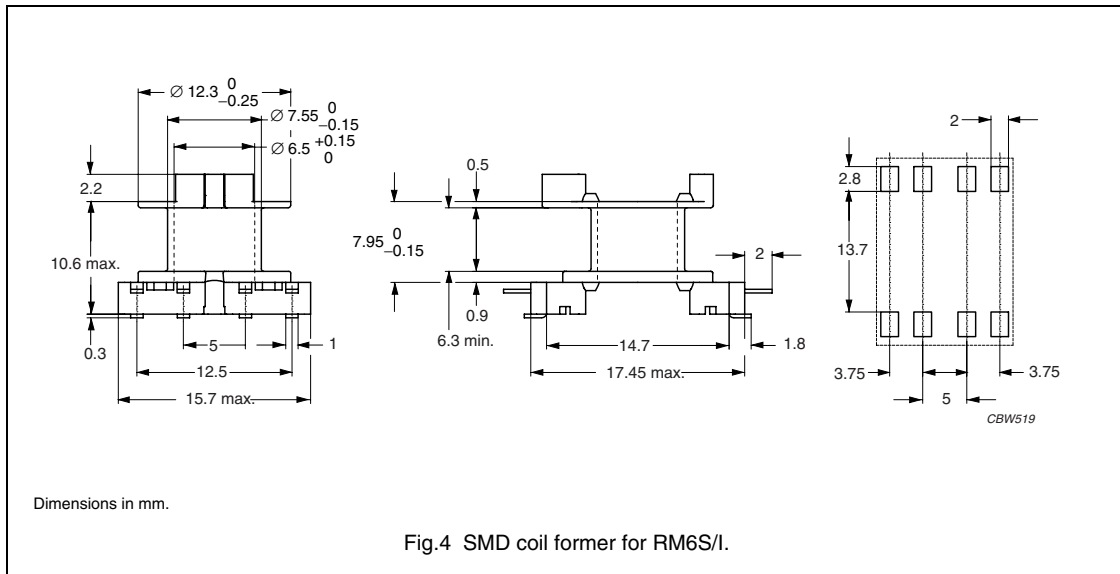 ∅ 12.3 0 −0.25
∅ 7.55 0 −0.15
∅ 6.5 +0.15 0
2.2
10.6 max.
0.3
5
1
12.5
15.7 max.
0.5
7.95 0 −0.15
2
0.9
6.3 min.
14.7
1.8
17.45 max.
2
2.8
13.7
3.75
3.75
5
CBW519
Dimensions in mm.
Fig.4 SMD coil former for RM6S/I.